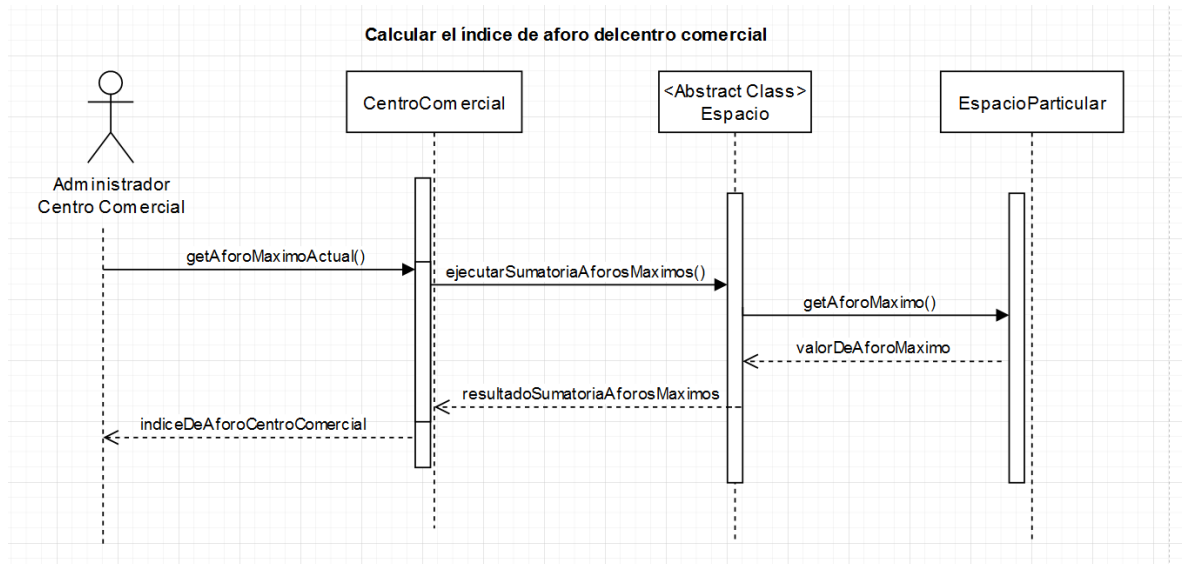 Calcular el índice de aforo delcentro comercial
CentroComercial
<Abstract Class>
Espacio
EspacioParticular
Administrador
Centro Comercial
getAforoMaximoActual()
ejecutarSumatoriaAforosMaximos()
getAforoMaximo()
valorDeAforoMaximo
resultadoSumatoriaAforosMaximos
indiceDeAforoCentroComercial